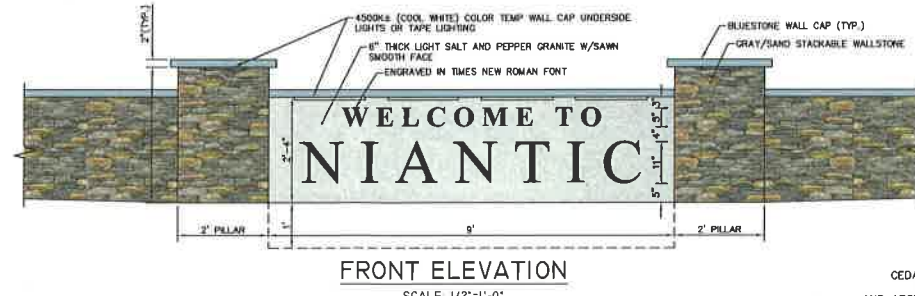 2"(TYP.)
4500K± (COOL WHITE) COLOR TEMP WALL CAP UNDERSIDE
LIGHTS OR TAPE LIGHTING
6" THICK LIGHT SALT AND PEPPER GRANITE W/SAWN
SMOOTH FACE
ENGRAVED IN TIMES NEW ROMAN FONT
BLUESTONE WALL CAP (TYP.)
GRAY/SAND STACKABLE WALLSTONE
WELCOME TO
NIANTIC
2'-4"
3"
5"
4"
11"
5"
1'
2' PILLAR
9'
2' PILLAR
FRONT ELEVATION
SCALE: 1/2"=1'-0"
CEDA